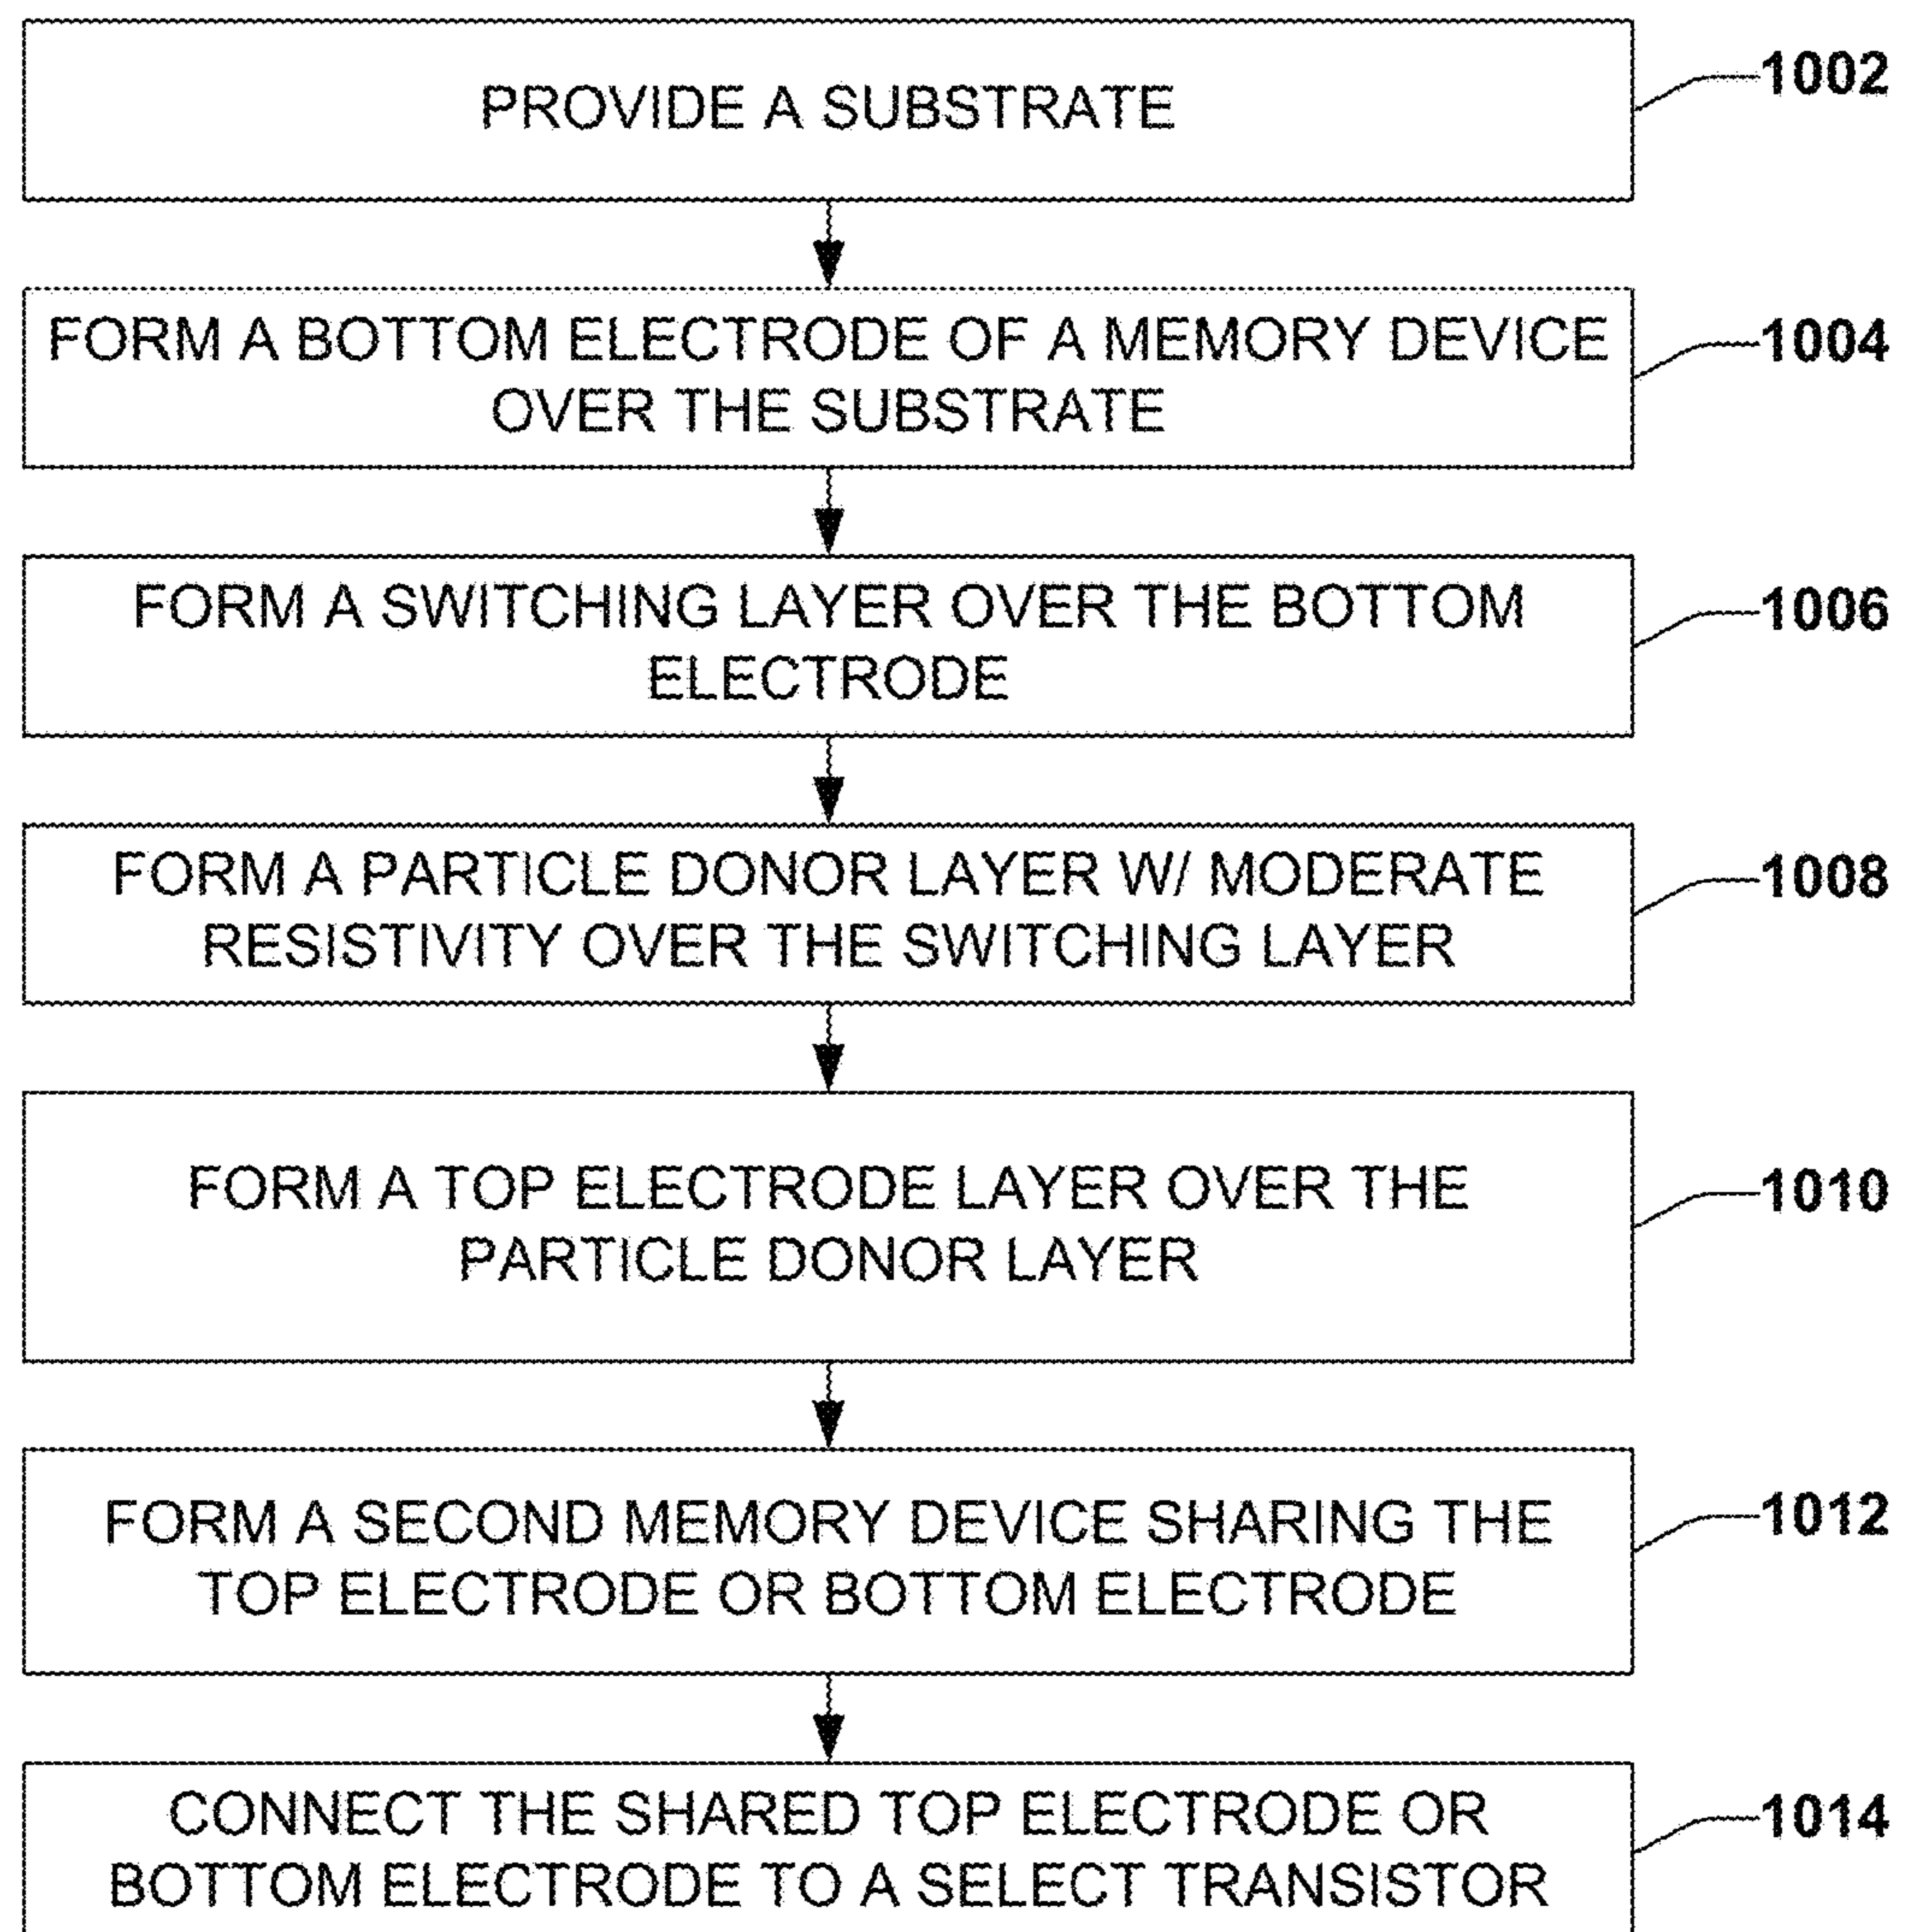 PROVIDE A SUBSTRATE
1002
FORM A BOTTOM ELECTRODE OF A MEMORY DEVICE
OVER THE SUBSTRATE
1004
FORM A SWITCHING LAYER OVER THE BOTTOM
ELECTRODE
1006
FORM A PARTICLE DONOR LAYER W/ MODERATE
RESISTIVITY OVER THE SWITCHING LAYER
1008
FORM A TOP ELECTRODE LAYER OVER THE
PARTICLE DONOR LAYER
1010
FORM A SECOND MEMORY DEVICE SHARING THE
TOP ELECTRODE OR BOTTOM ELECTRODE
1012
CONNECT THE SHARED TOP ELECTRODE OR
BOTTOM ELECTRODE TO A SELECT TRANSISTOR
1014